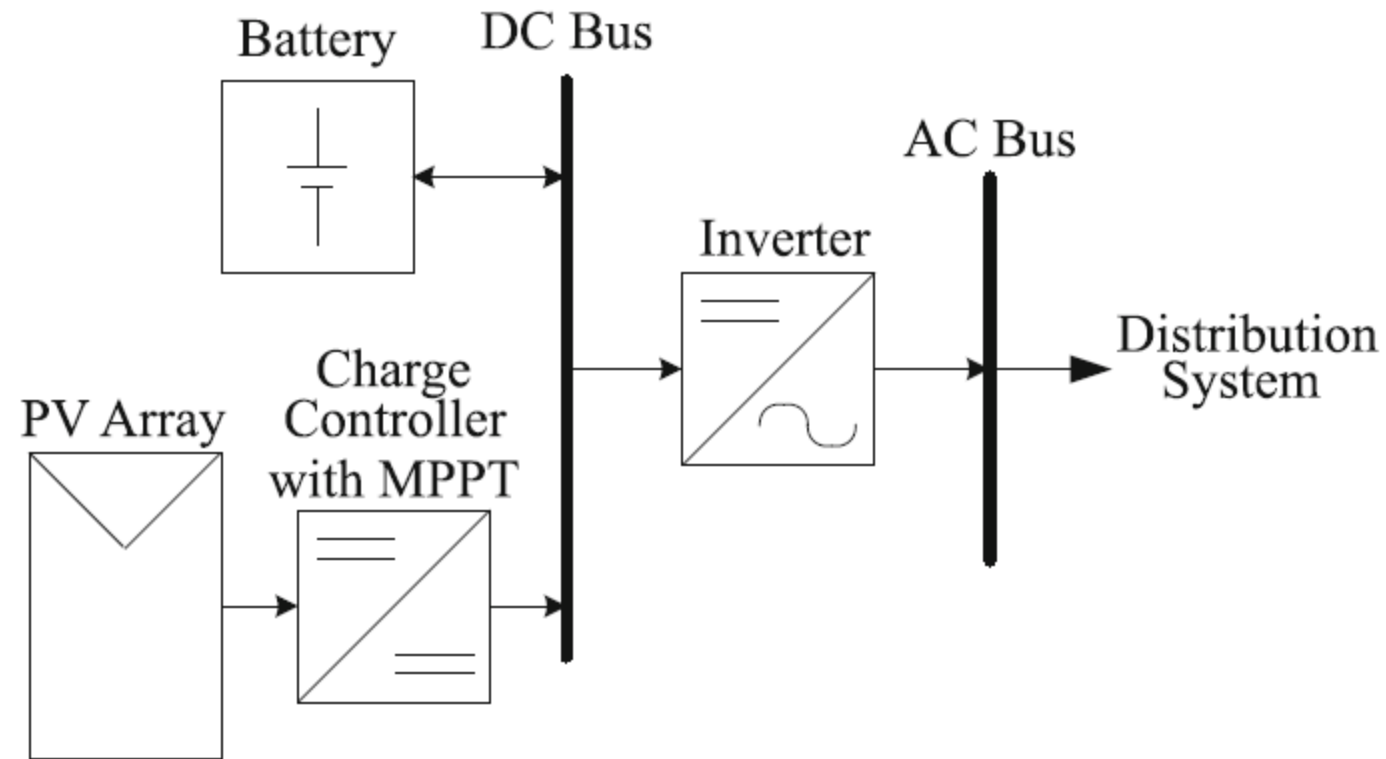 Battery
DC Bus
AC Bus
Inverter
Distribution
System
Charge
Controller
with MPPT
PV Array